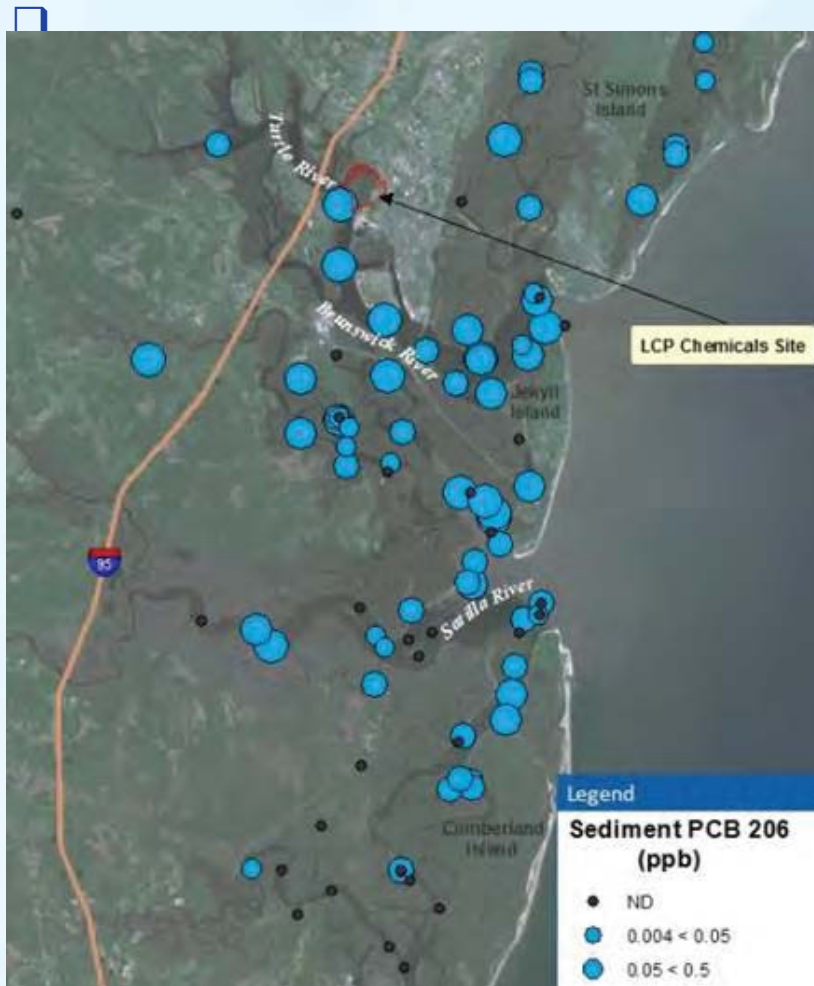 St Simons
Island
Turtle River
Brunswick River
LCP Chemicals Site
Jekyll
Island
95
Satilla River
Cumberland
Island
Legend
Sediment PCB 206
(ppb)
ND
0.004 < 0.05
0.05 < 0.5